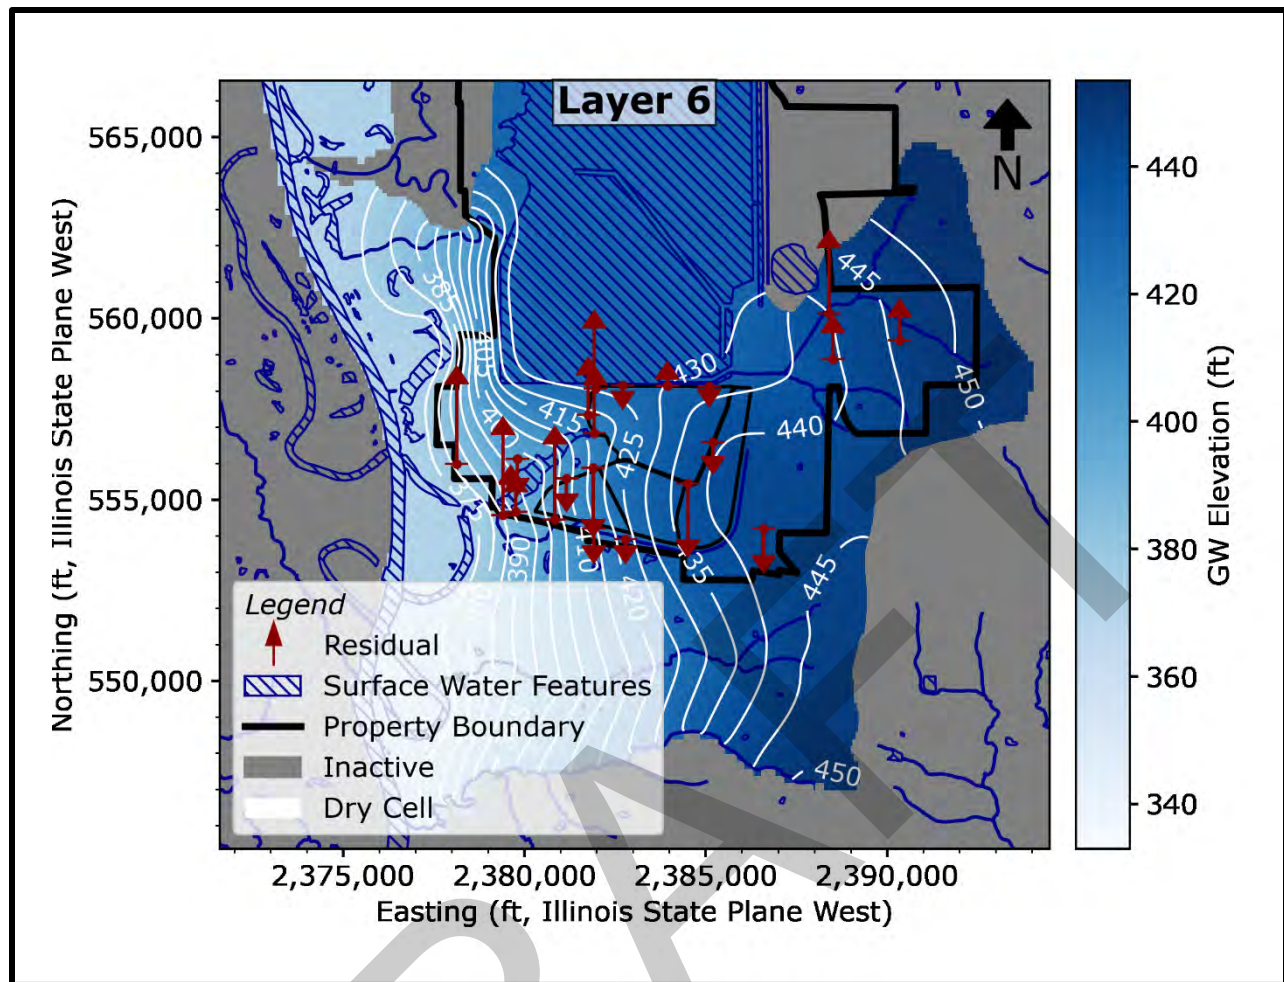 Layer 6
N
565,000
560,000
555,000
550,000
Northing (ft, Illinois State Plane West)
2,375,000
2,380,000
2,385,000
2,390,000
Easting (ft, Illinois State Plane West)
440
420
400
380
360
340
GW Elevation (ft)
385
405
415
425
430
440
445
450
390
410
420
435
445
450
Legend
Residual
Surface Water Features
Property Boundary
Inactive
Dry Cell
DRAFT